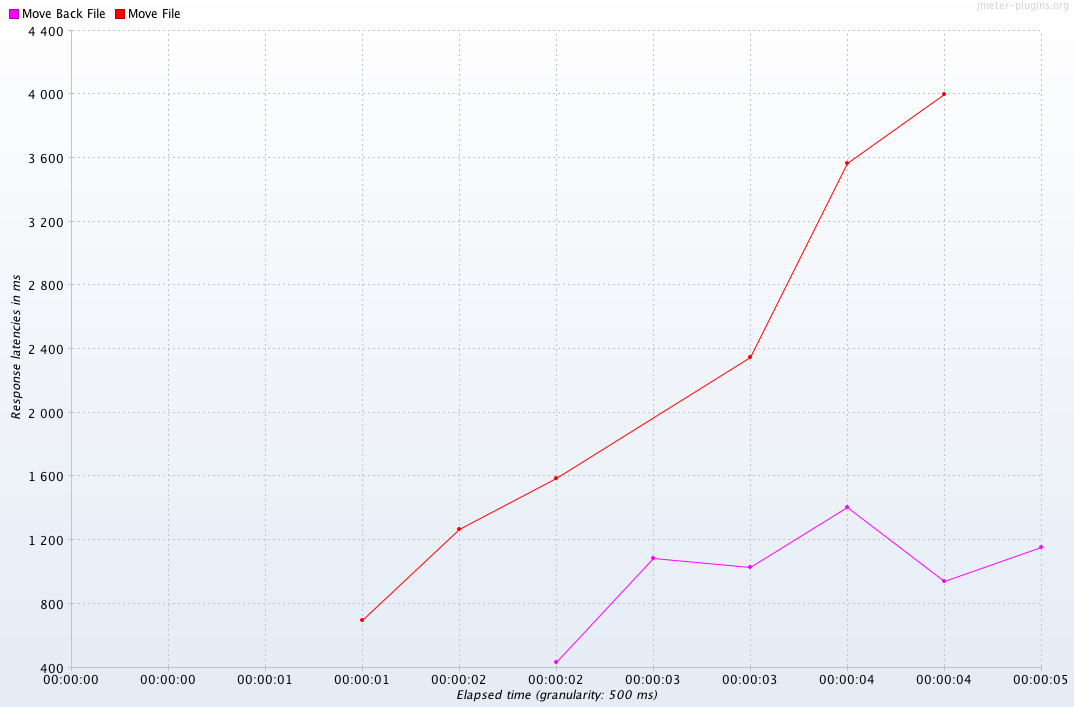 jmeter-plugins.org
Move Back File Move File
4 400
4 000
3 600
3 200
2 800
2 400
2 000
1 600
1 200
800
400
Response latencies in ms
00:00:00 00:00:00 00:00:01 00:00:01 00:00:02 00:00:02 00:00:03 00:00:03 00:00:04 00:00:04 00:00:05
Elapsed time (granularity: 500 ms)